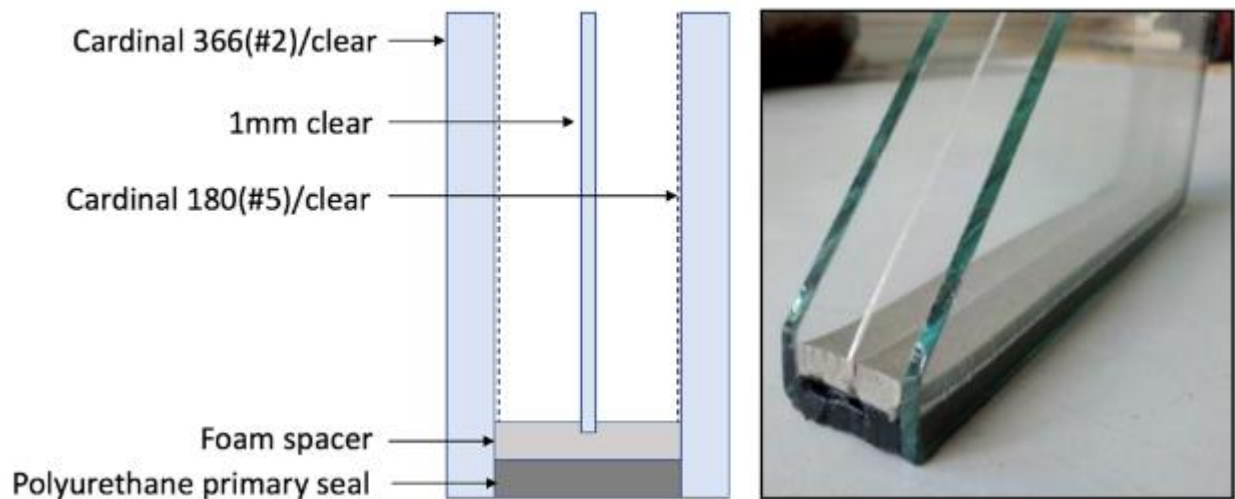 Cardinal 366(#2)/clear
1mm clear
Cardinal 180(#5)/clear
Foam spacer
Polyurethane primary seal